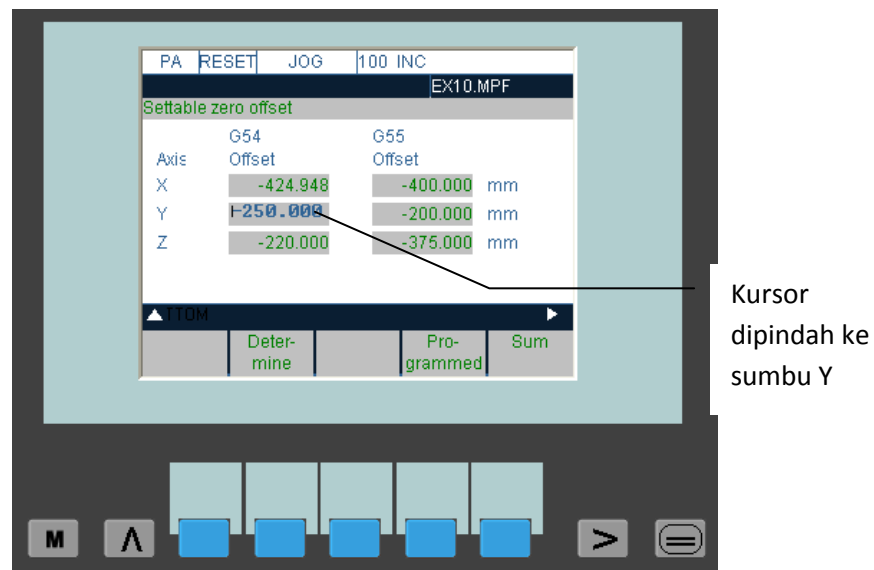 PA RESET JOG 100 INC
EX10.MPF
Settable zero offset
G54 G55
Axis Offset Offset
X -424.948 -400.000 mm
Y -250.000 -200.000 mm
Z -220.000 -375.000 mm
TTOM
Deter- Pro- Sum
mine grammed
Kursor
dipindah ke
sumbu Y
M Λ >